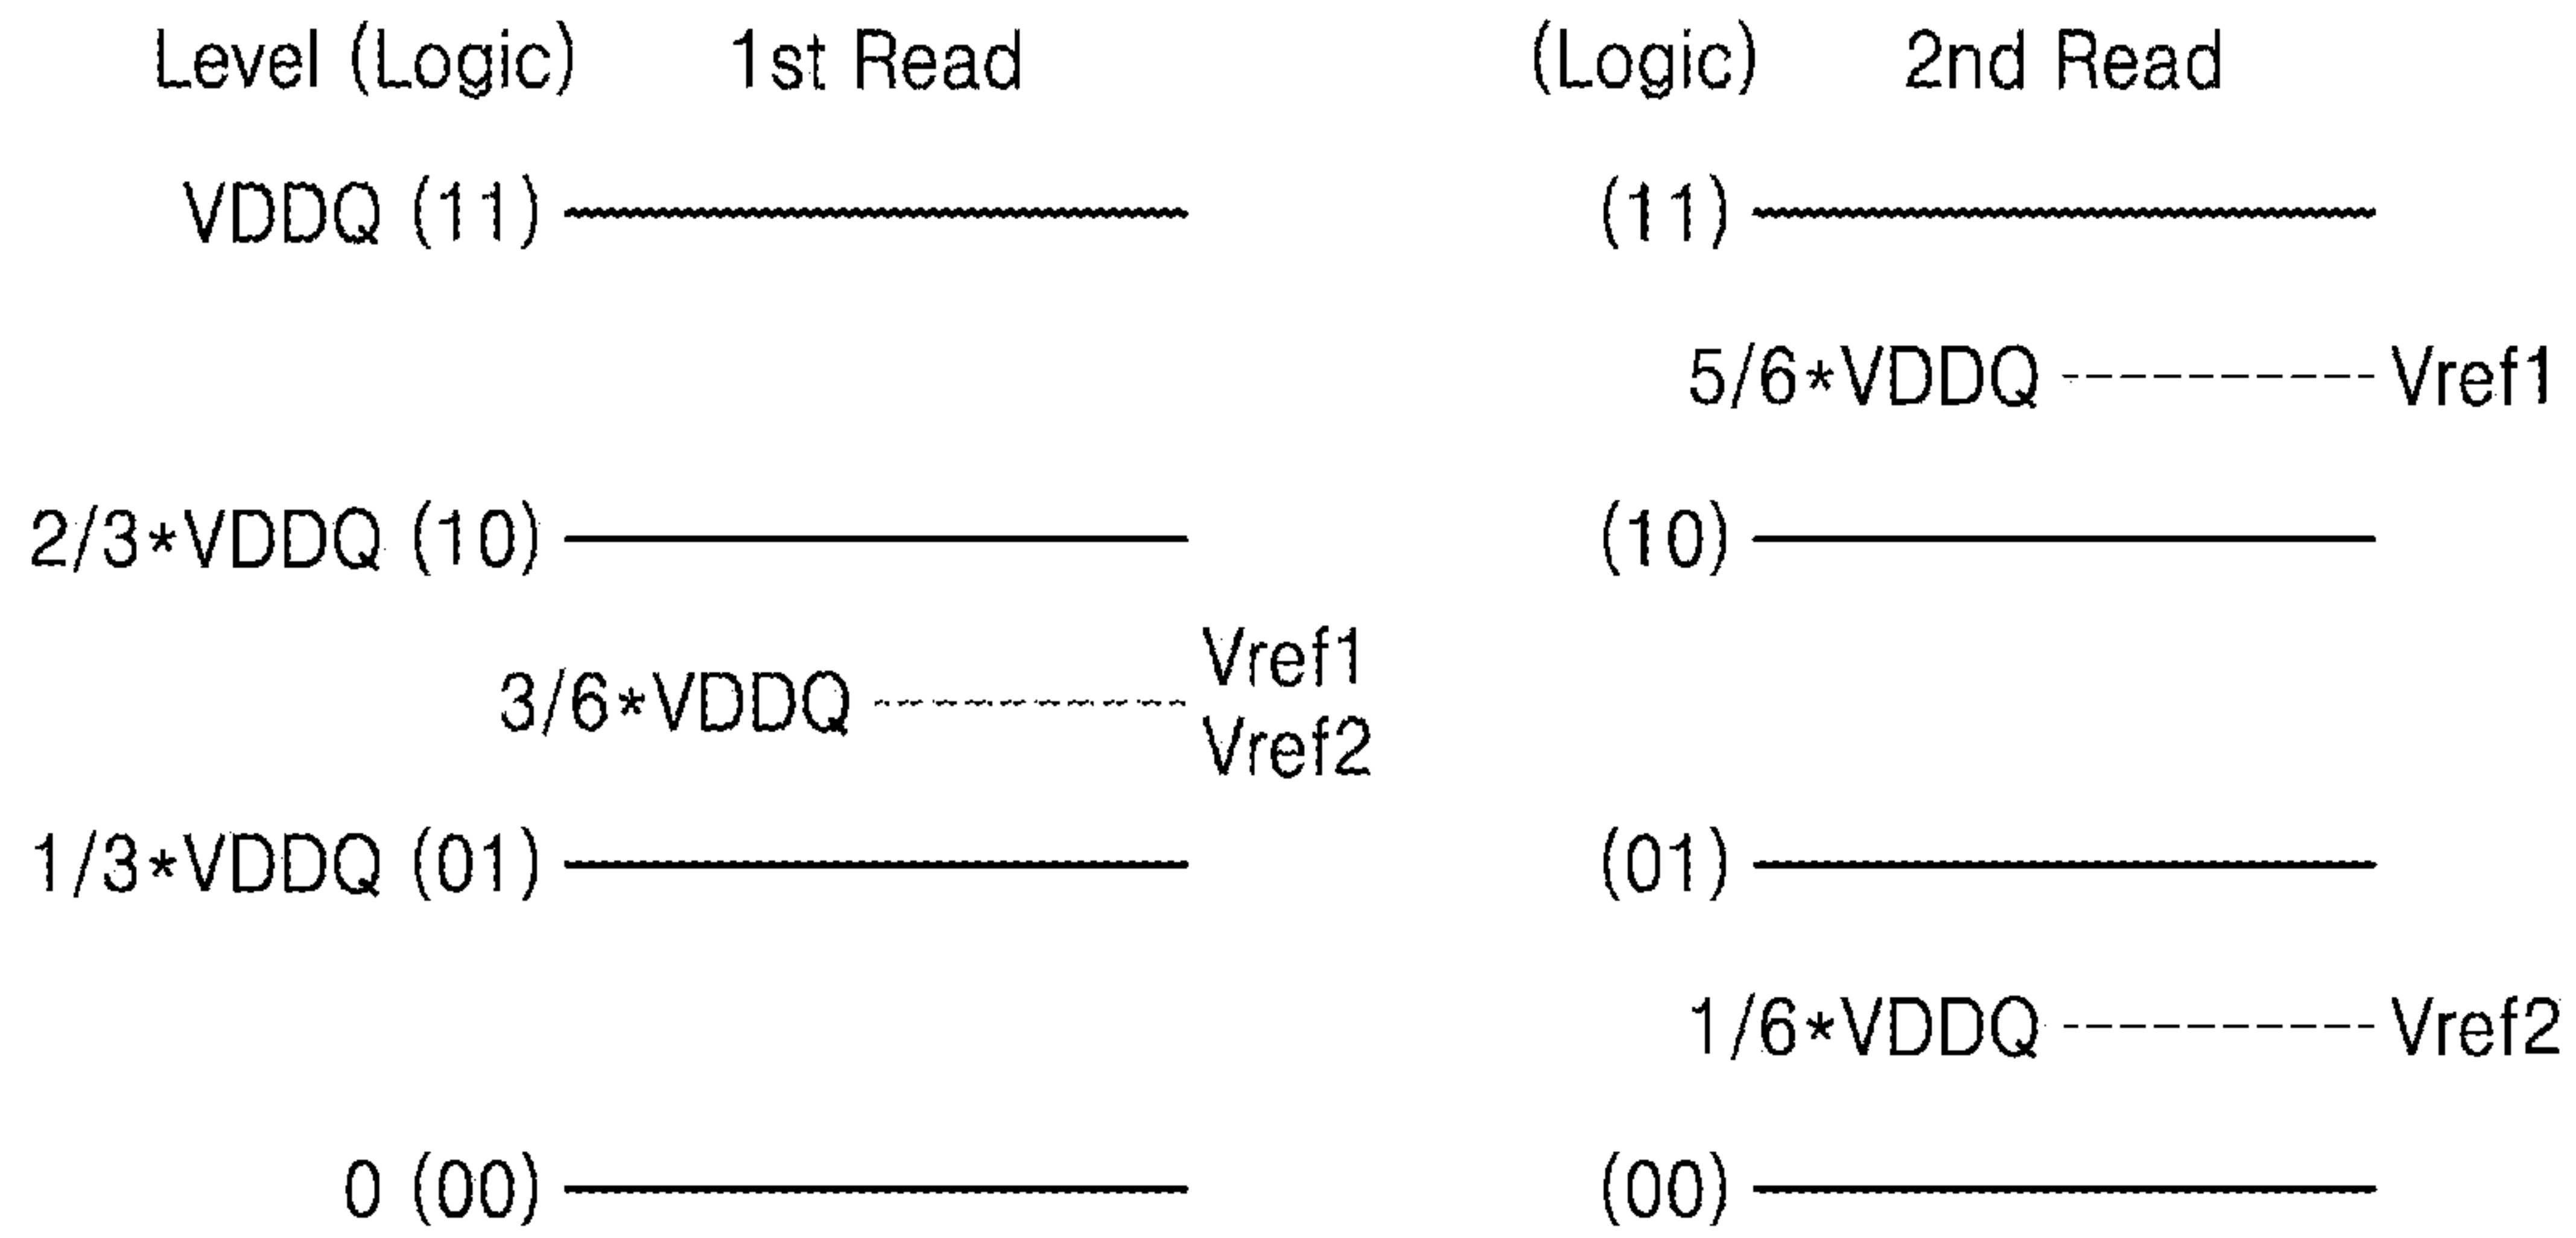 Level (Logic) 1st Read (Logic) 2nd Read
VDDQ (11) (11)
5/6*VDDQ Vref1
2/3*VDDQ (10) (10)
Vref1
3/6*VDDQ
Vref2
1/3*VDDQ (01) (01)
1/6*VDDQ Vref2
0 (00) (00)